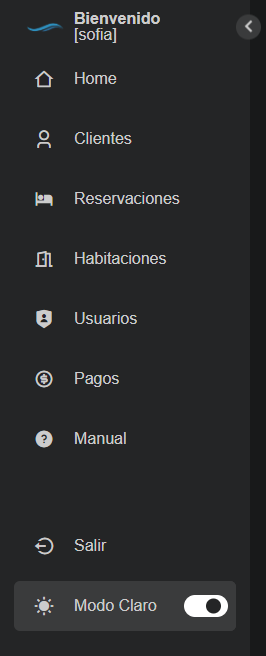 Bienvenido
[sofia]
Home
Clientes
Reservaciones
Habitaciones
Usuarios
Pagos
Manual
Salir
Modo Claro